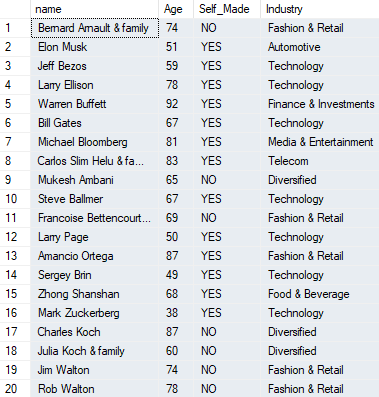 name Age Self_Made Industry
1 Bernard Arnault & family 74 NO Fashion & Retail
2 Elon Musk 51 YES Automotive
3 Jeff Bezos 59 YES Technology
4 Larry Ellison 78 YES Technology
5 Warren Buffett 92 YES Finance & Investments
6 Bill Gates 67 YES Technology
7 Michael Bloomberg 81 YES Media & Entertainment
8 Carlos Slim Helu & fa... 83 YES Telecom
9 Mukesh Ambani 65 NO Diversified
10 Steve Ballmer 67 YES Technology
11 Francoise Bettencourt... 69 NO Fashion & Retail
12 Larry Page 50 YES Technology
13 Amancio Ortega 87 YES Fashion & Retail
14 Sergey Brin 49 YES Technology
15 Zhong Shanshan 68 YES Food & Beverage
16 Mark Zuckerberg 38 YES Technology
17 Charles Koch 87 NO Diversified
18 Julia Koch & family 60 NO Diversified
19 Jim Walton 74 NO Fashion & Retail
20 Rob Walton 78 NO Fashion & Retail